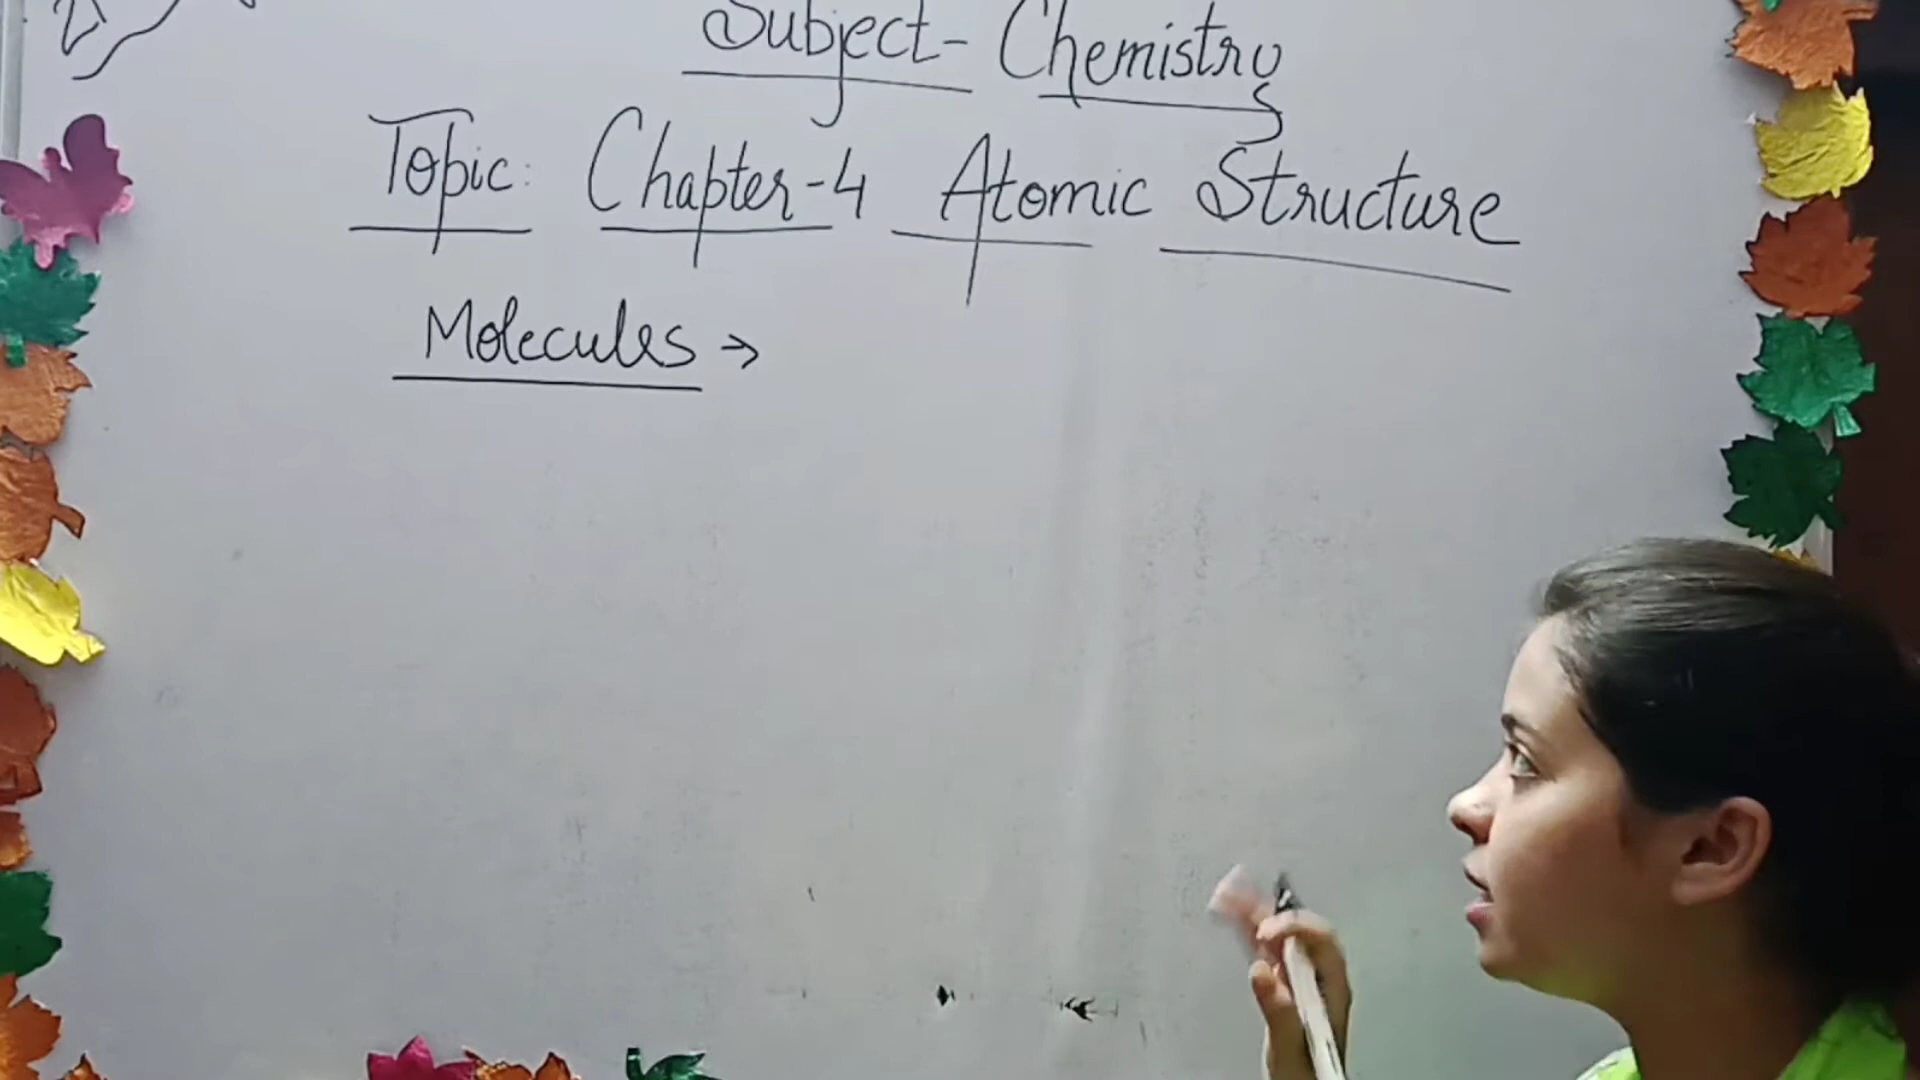 Subject- Chemistry
Topic: Chapter-4 Atomic Structure
Molecules →